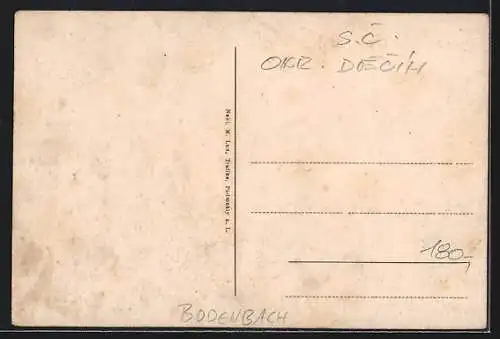 S.Č.
OKR. DĚČÍN
180,-
BODENBACH